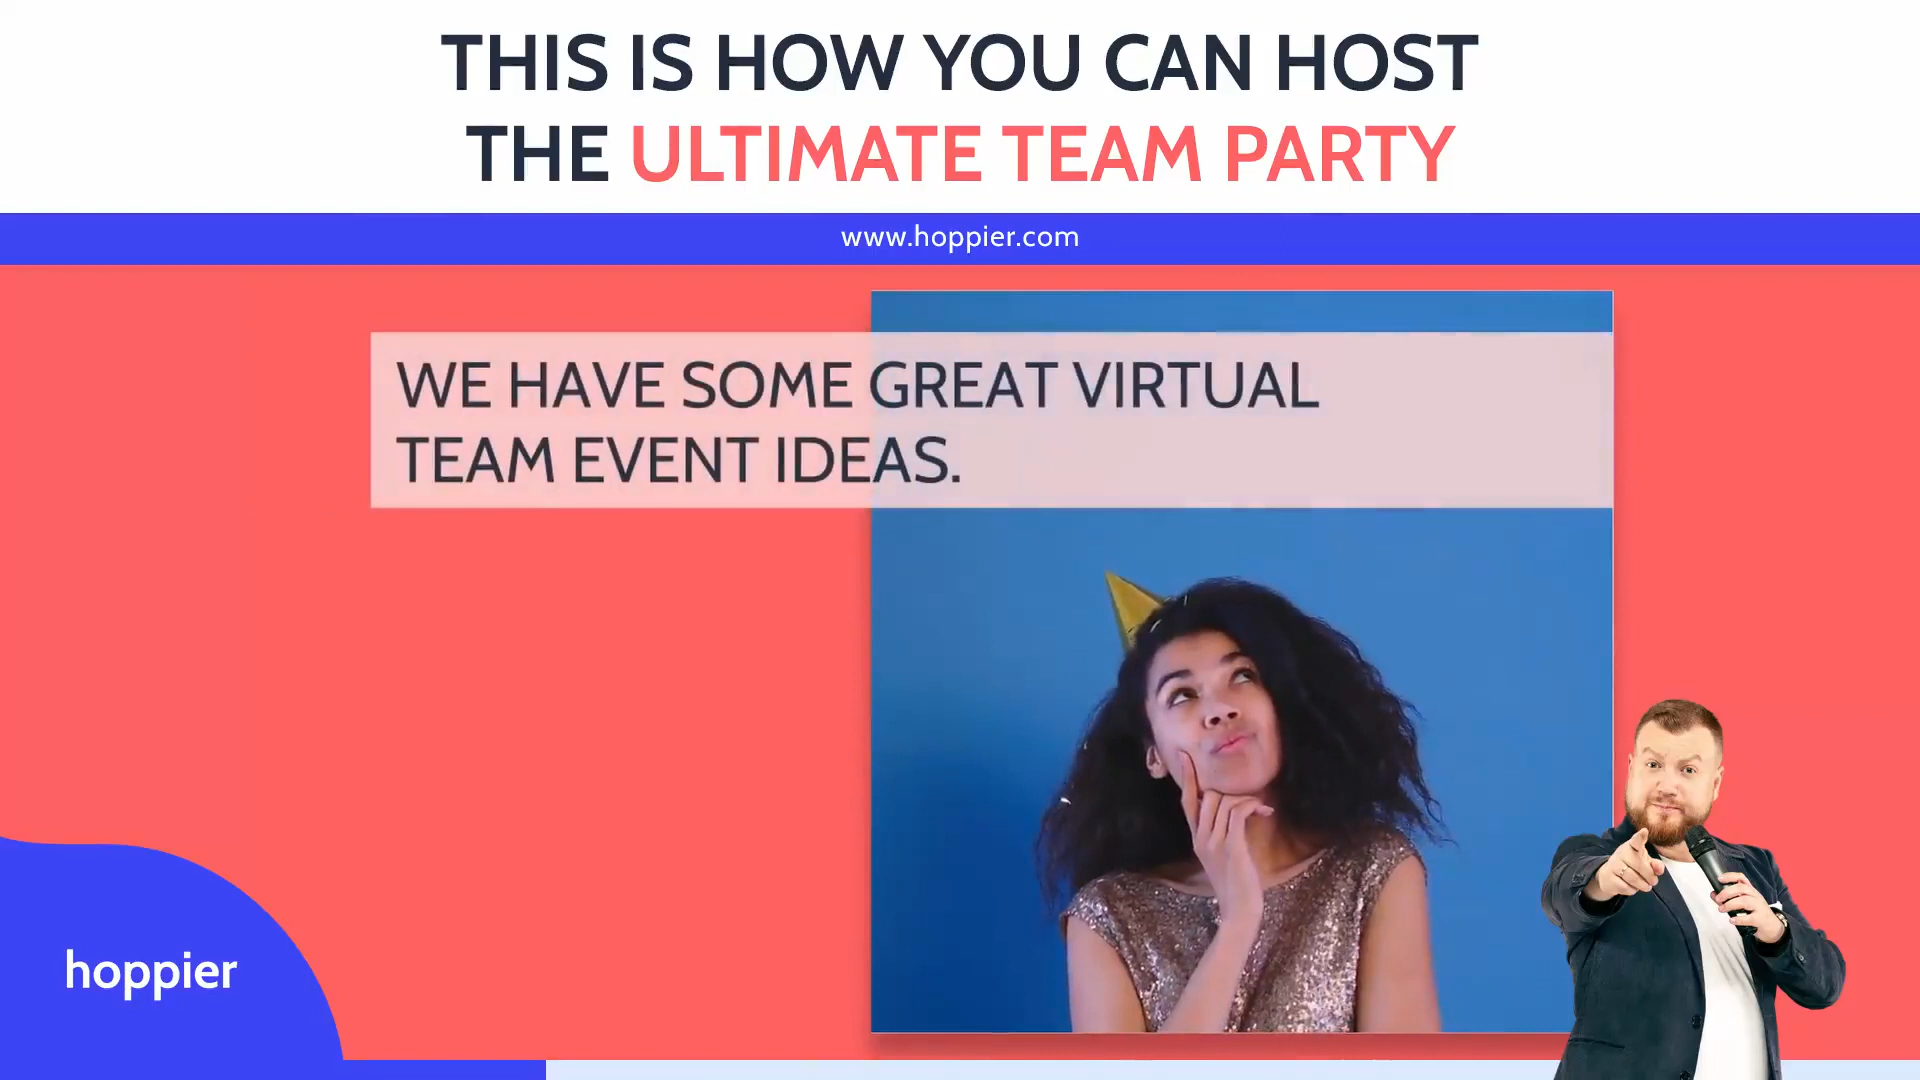 THIS IS HOW YOU CAN HOST
THE ULTIMATE TEAM PARTY
www.hoppier.com
WE HAVE SOME GREAT VIRTUAL
TEAM EVENT IDEAS.
hoppier